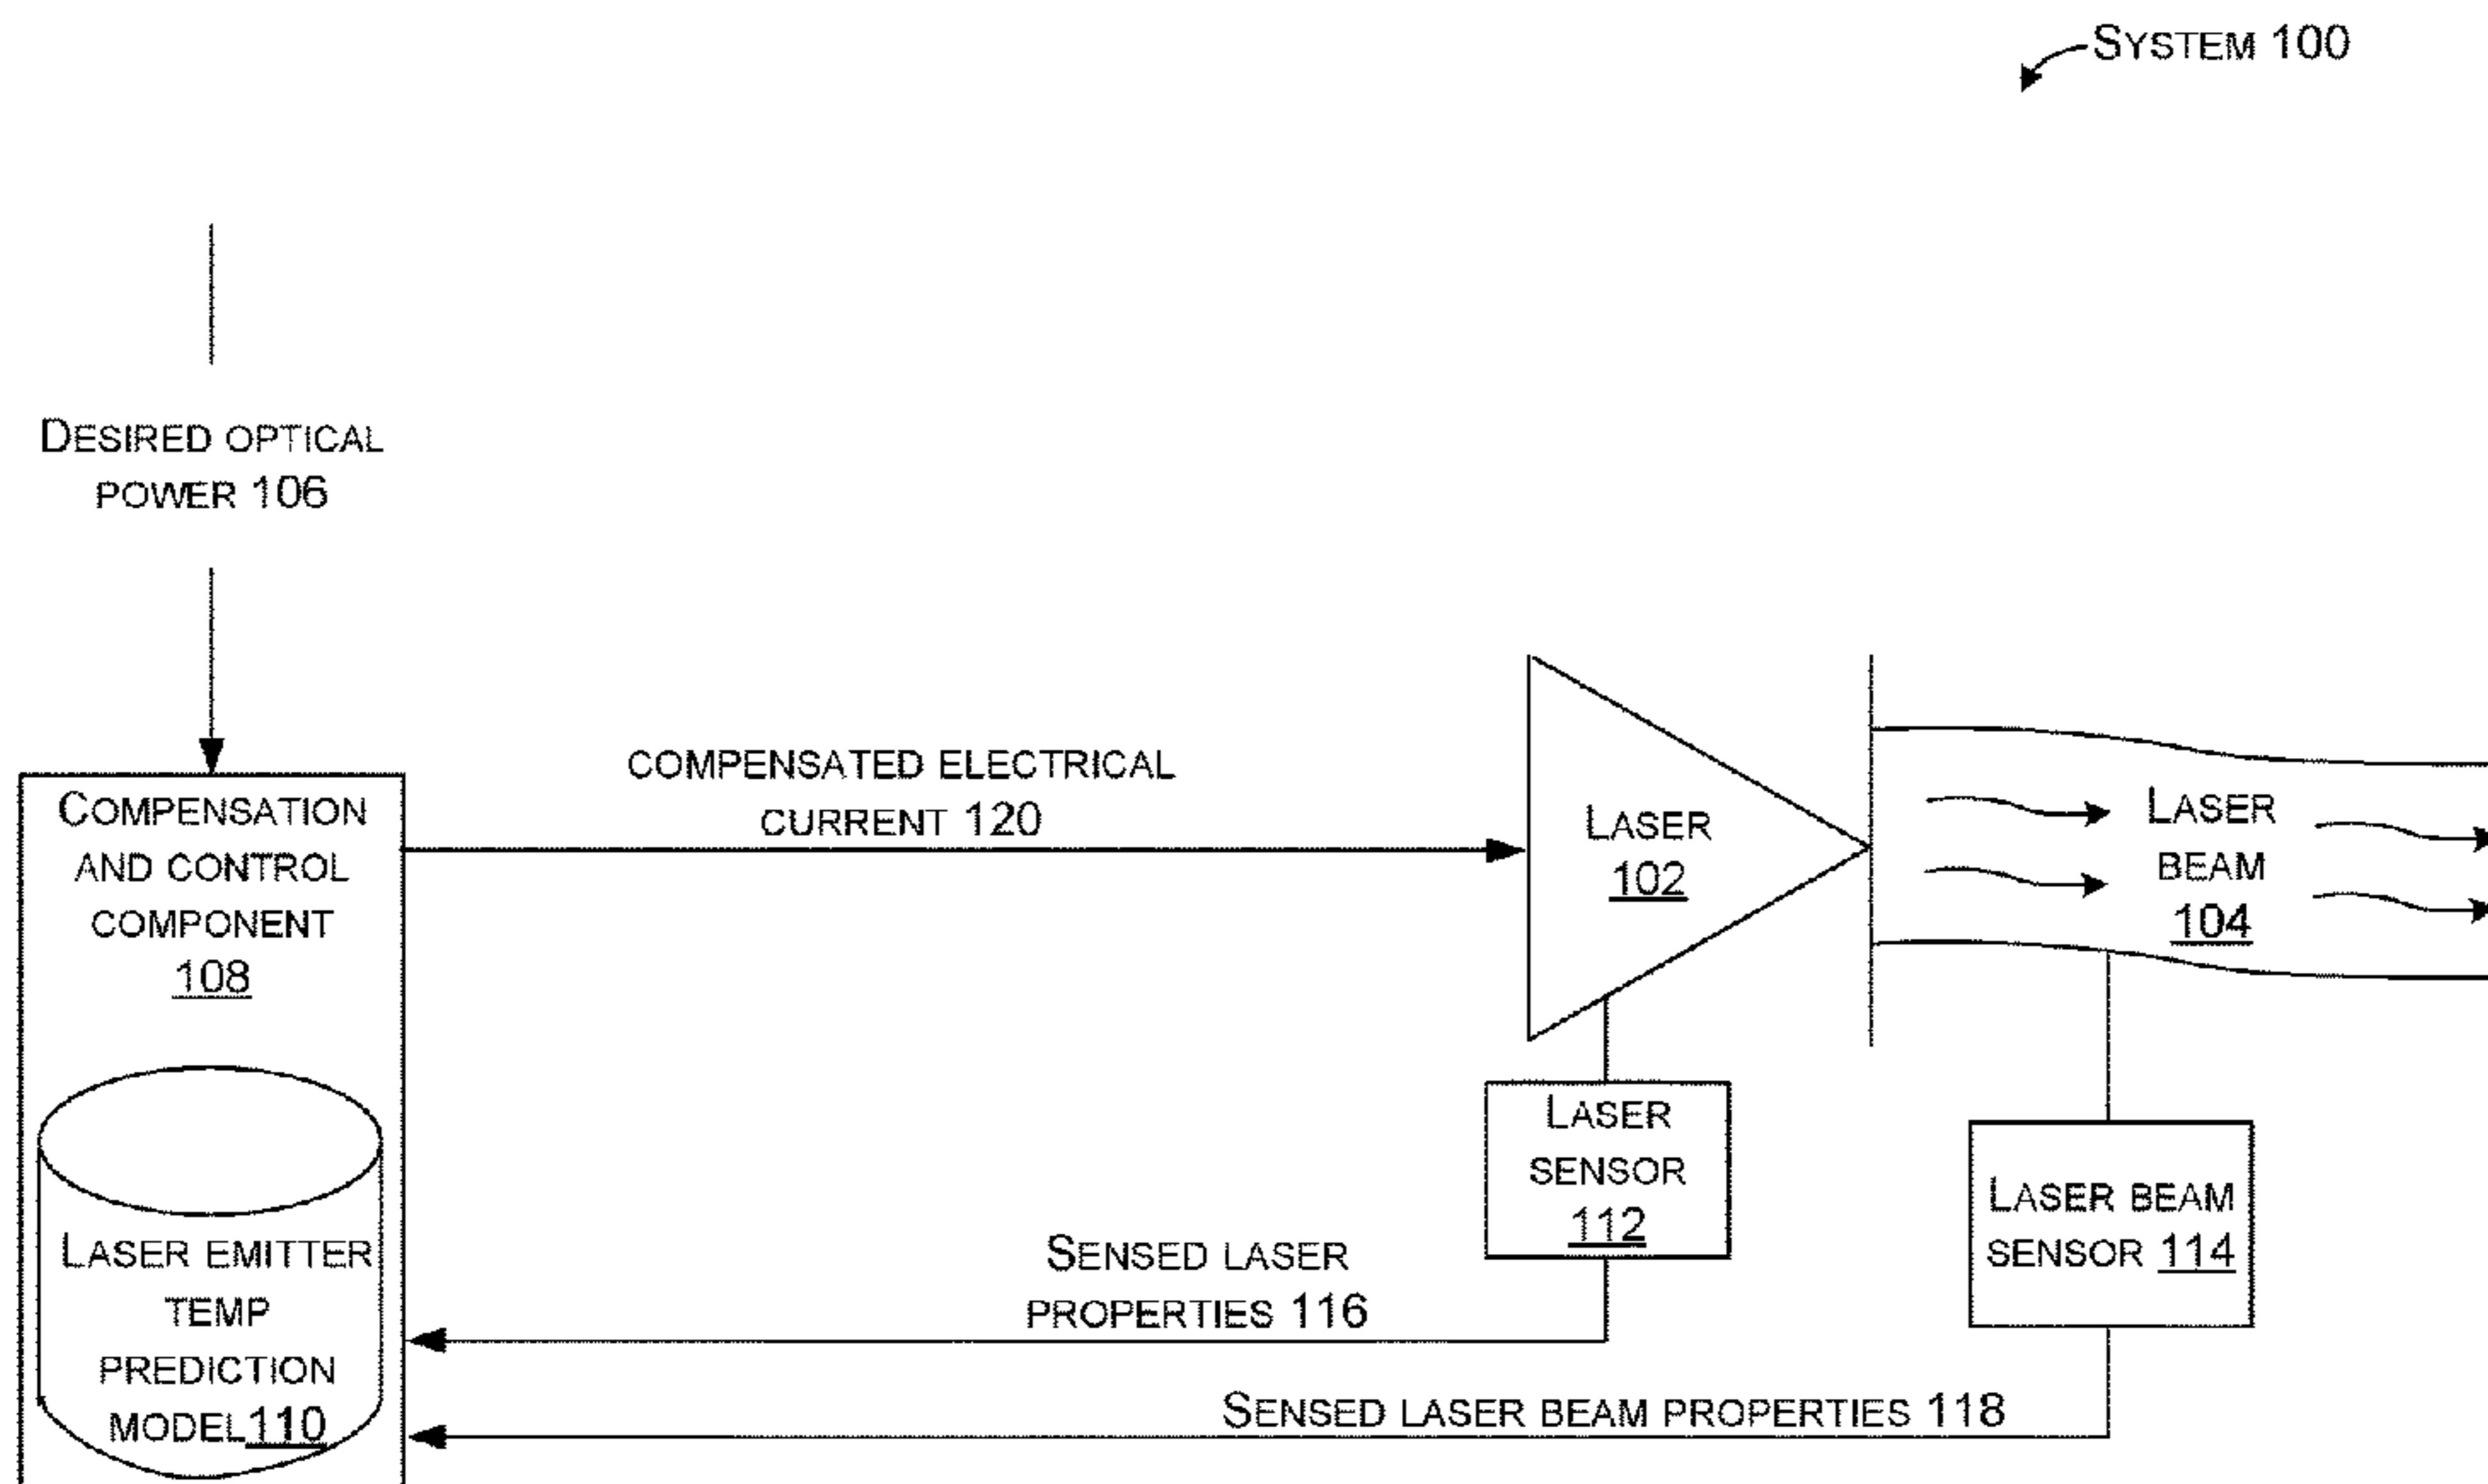 SYSTEM 100
DESIRED OPTICAL
POWER 106
COMPENSATED ELECTRICAL
CURRENT 120
COMPENSATION
AND CONTROL
COMPONENT
108
LASER
102
LASER
BEAM
104
LASER
SENSOR
112
LASER BEAM
SENSOR 114
LASER EMITTER
TEMP
PREDICTION
MODEL 110
SENSED LASER
PROPERTIES 116
SENSED LASER BEAM PROPERTIES 118